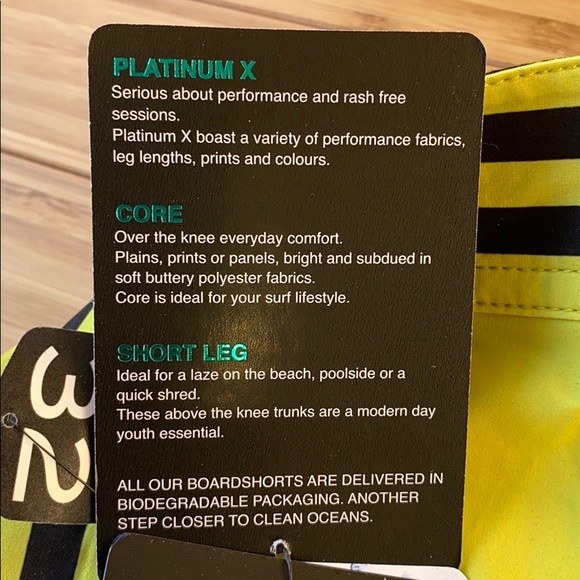 PLATINUM X
Serious about performance and rash free
sessions.
Platinum X boast a variety of performance fabrics,
leg lengths, prints and colours.
CORE
Over the knee everyday comfort.
Plains, prints or panels, bright and subdued in
soft buttery polyester fabrics.
Core is ideal for your surf lifestyle.
SHORT LEG
Ideal for a laze on the beach, poolside or a
quick shred.
These above the knee trunks are a modern day
youth essential.
ALL OUR BOARDSHORTS ARE DELIVERED IN
BIODEGRADABLE PACKAGING. ANOTHER
STEP CLOSER TO CLEAN OCEANS.
32